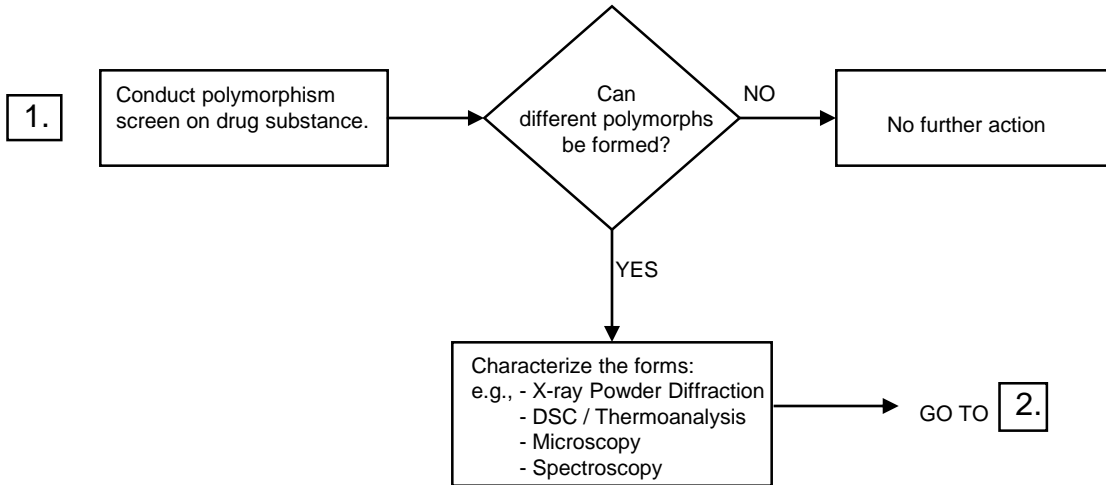 1.
Conduct polymorphism
screen on drug substance.
Can
different polymorphs
be formed?
NO
No further action
YES
Characterize the forms:
e.g., - X-ray Powder Diffraction
- DSC / Thermoanalysis
- Microscopy
- Spectroscopy
GO TO 2.